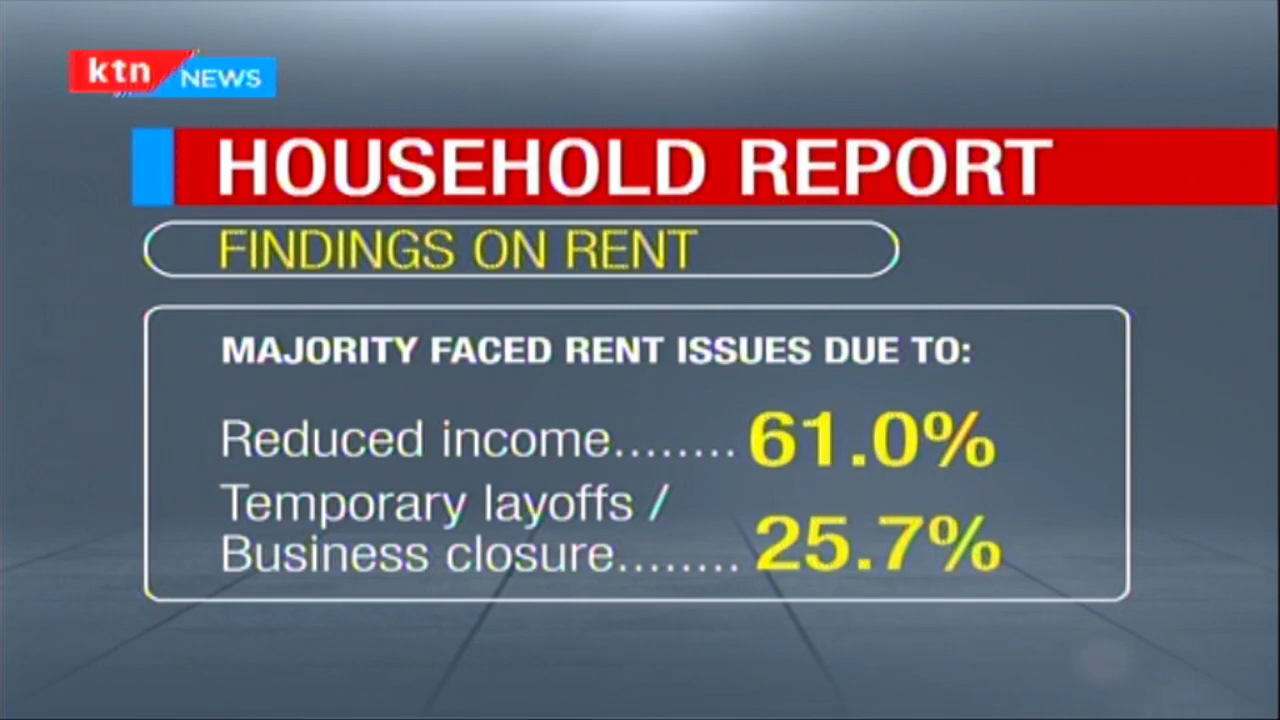 ktn NEWS
HOUSEHOLD REPORT
FINDINGS ON RENT
MAJORITY FACED RENT ISSUES DUE TO:
Reduced income........ 61.0%
Temporary layoffs /
Business closure........ 25.7%